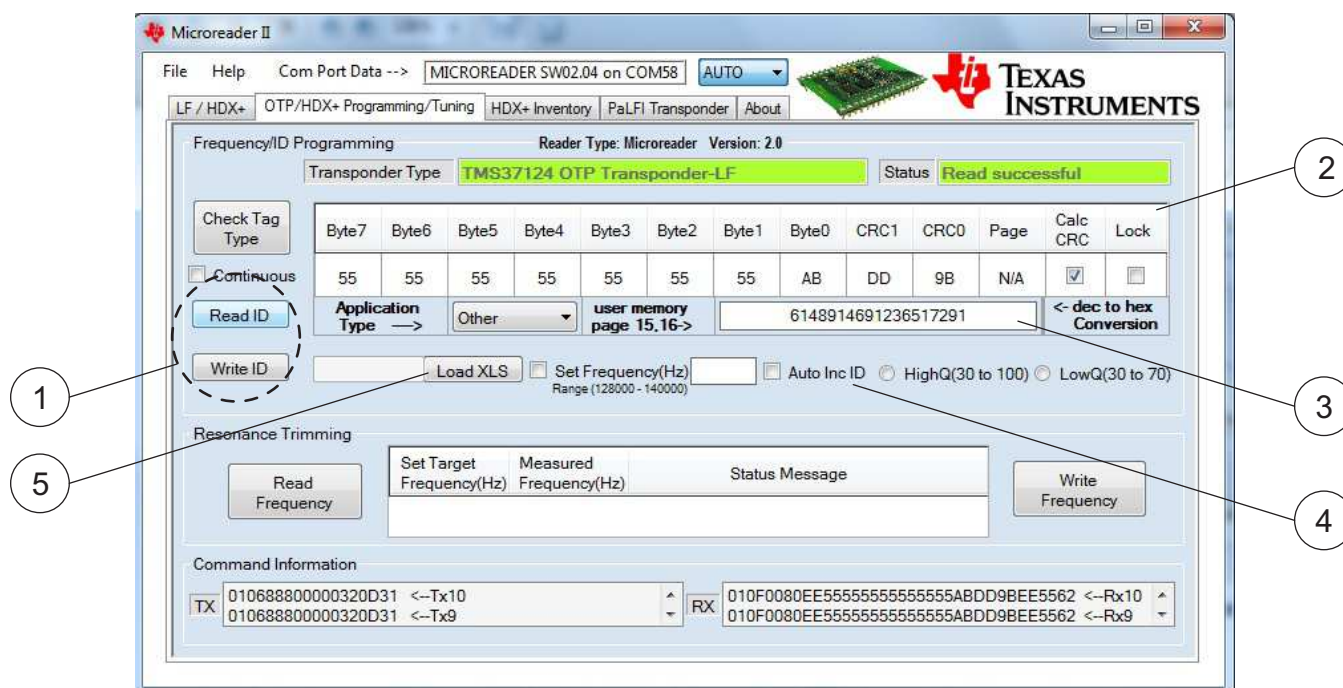 Microreader II
File Help Com Port Data --> MICROREADER SW02.04 on COM58 AUTO
TEXAS INSTRUMENTS
LF / HDX+ OTP/HDX+ Programming/Tuning HDX+ Inventory PaLFI Transponder About
Frequency/ID Programming Reader Type: Microreader Version: 2.0
Transponder Type TMS37124 OTP Transponder-LF Status Read successful
2
Check Tag Type
Byte7 Byte6 Byte5 Byte4 Byte3 Byte2 Byte1 Byte0 CRC1 CRC0 Page Calc CRC Lock
Continuous 55 55 55 55 55 55 55 AB DD 9B N/A
Read ID Application Type ---> Other user memory page 15,16-> 6148914691236517291 <- dec to hex Conversion
Write ID Load XLS Set Frequency(Hz) Auto Inc ID HighQ(30 to 100) LowQ(30 to 70)
Range (128000 - 140000)
1
3
Resonance Trimming
5
Read Frequency
Set Target Frequency(Hz) Measured Frequency(Hz) Status Message
Write Frequency
4
Command Information
TX 010688800000320D31 <--Tx10
010688800000320D31 <--Tx9
RX 010F0080EE55555555555555ABDD9BEE5562 <--Rx10
010F0080EE55555555555555ABDD9BEE5562 <--Rx9